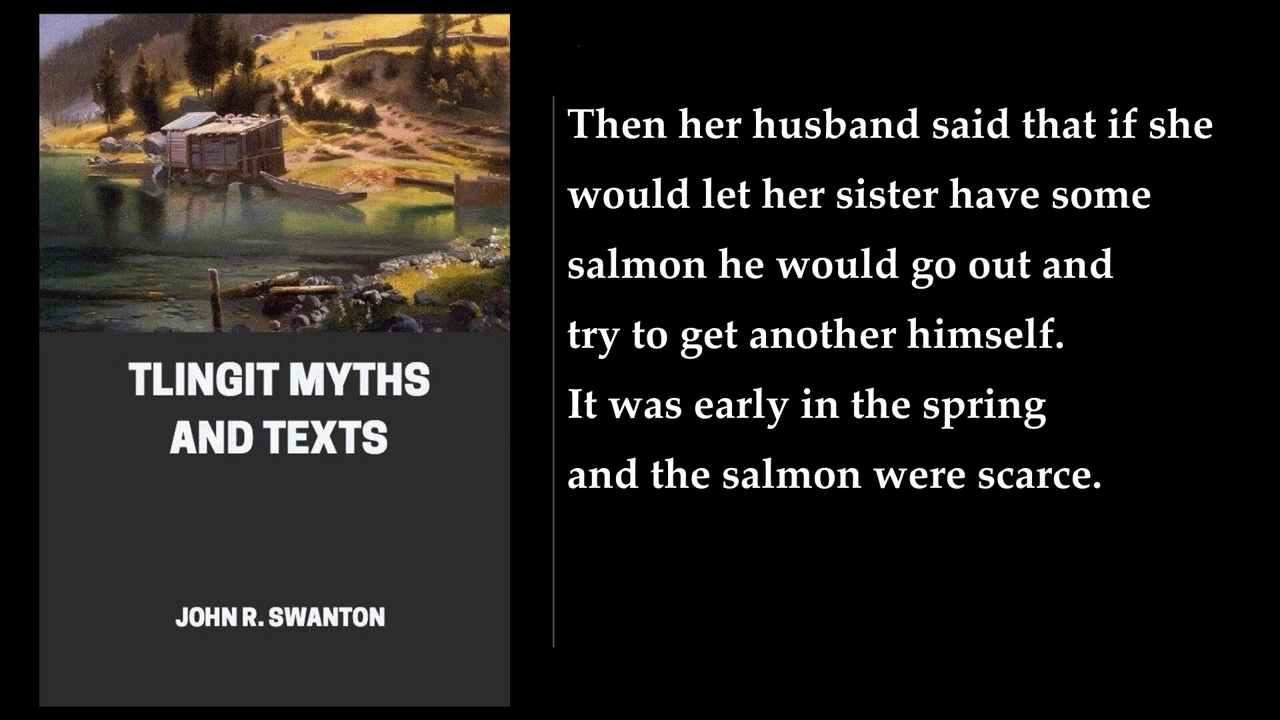 TLINGIT MYTHS
AND TEXTS
JOHN R. SWANTON
Then her husband said that if she
would let her sister have some
salmon he would go out and
try to get another himself.
It was early in the spring
and the salmon were scarce.